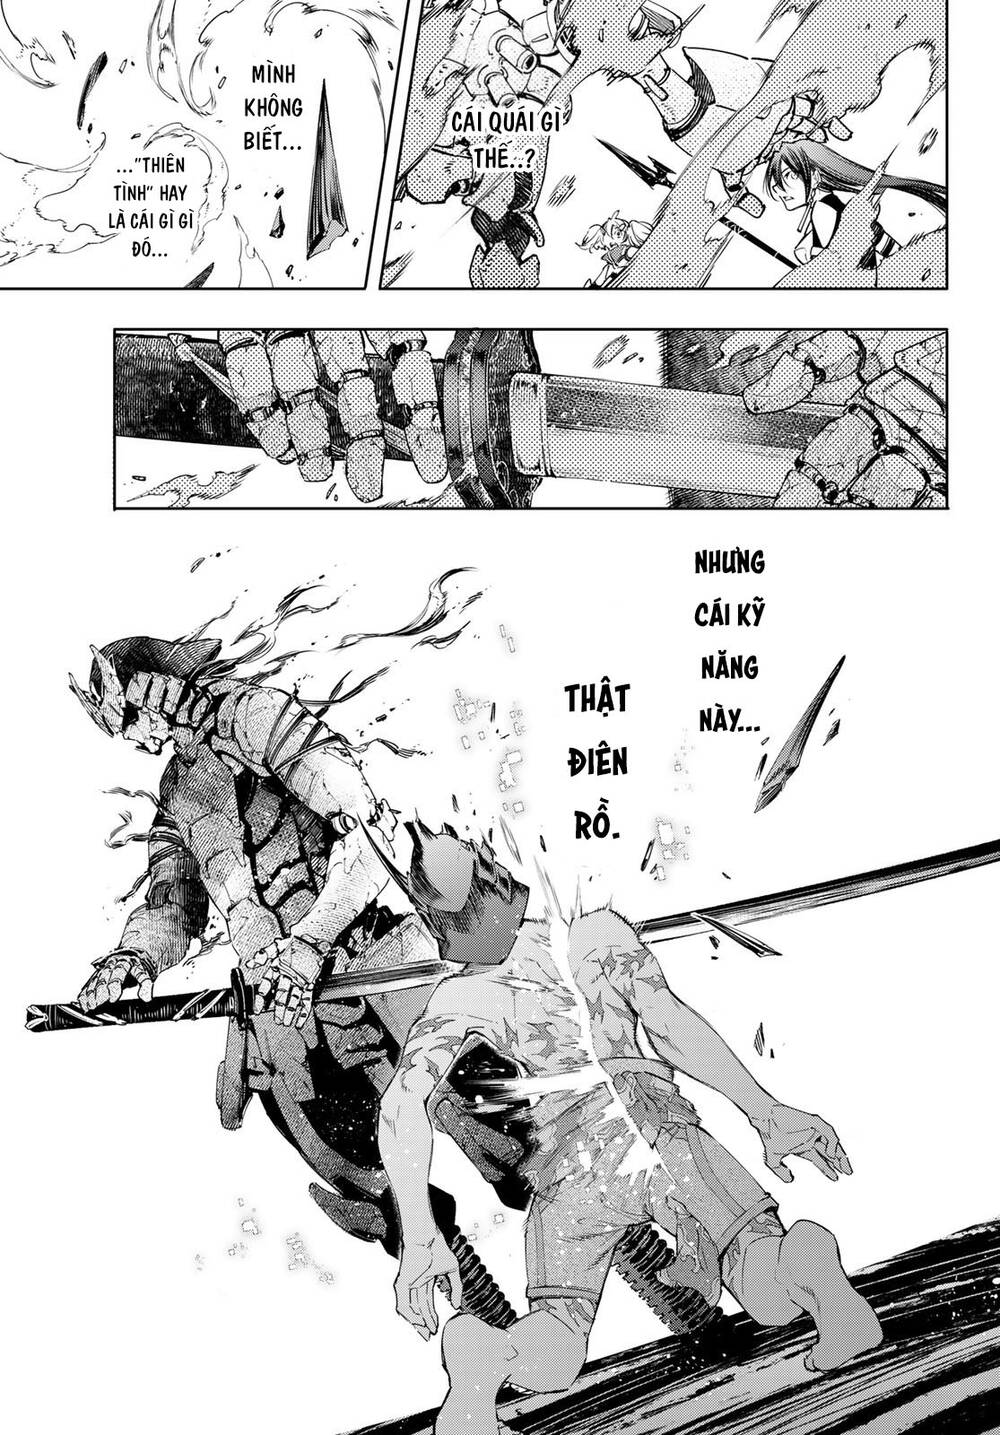 CÁI QUÁI GÌ
THẾ..?
MÌNH
KHÔNG
BIẾT...
..."THIÊN
TÌNH" HAY
LÀ CÁI GÌ GÌ
ĐÓ...
NHƯNG
CÁI KỸ
NĂNG
NÀY...
THẬT
ĐIÊN
RỒ.